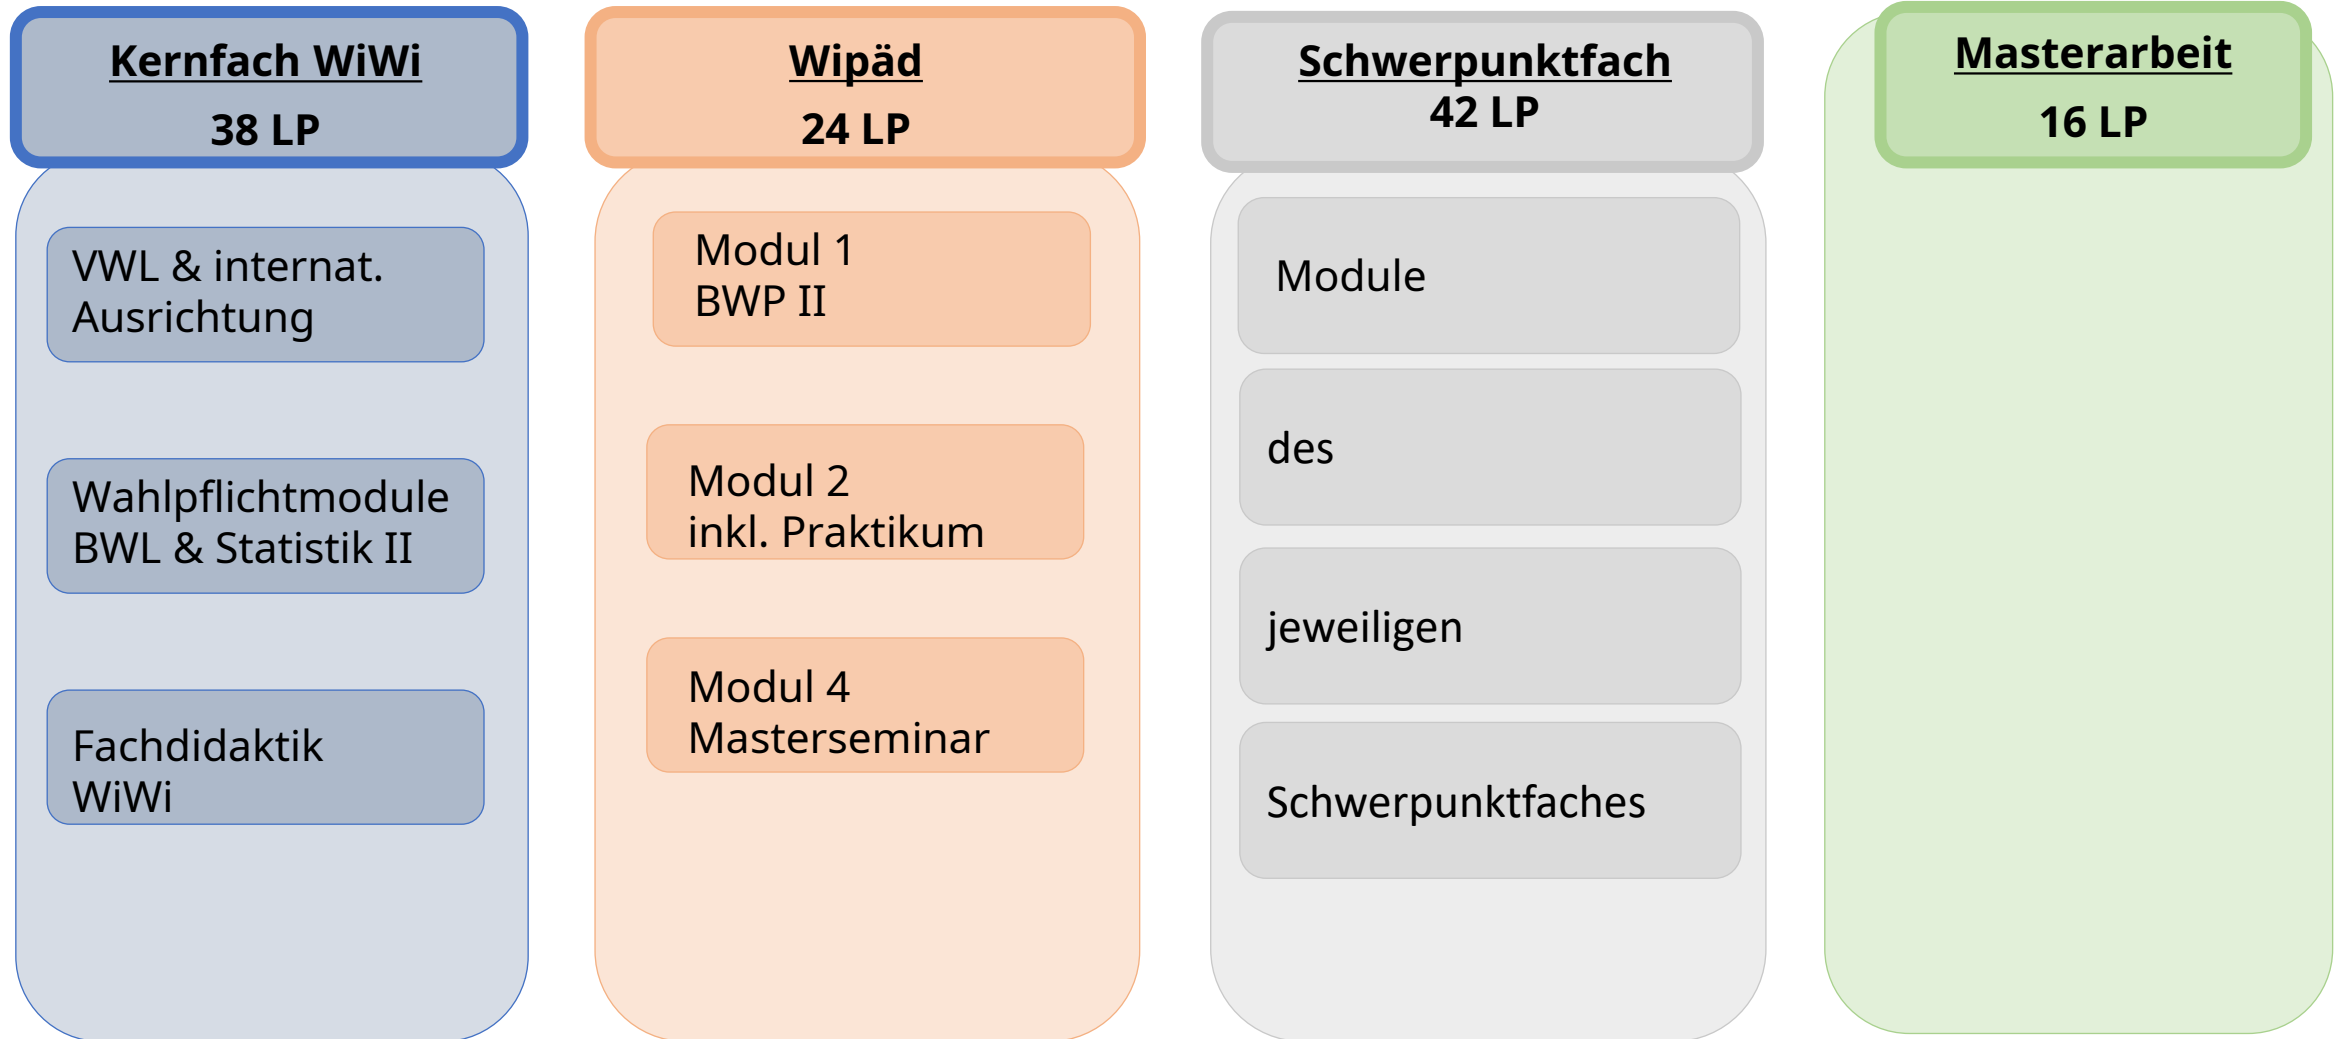 Kernfach WiWi
38 LP
VWL & internat.
Ausrichtung
Wahlpflichtmodule
BWL & Statistik II
Fachdidaktik
WiWi
Wipäd
24 LP
Modul 1
BWP II
Modul 2
inkl. Praktikum
Modul 4
Masterseminar
Schwerpunktfach
42 LP
Module
des
jeweiligen
Schwerpunktfaches
Masterarbeit
16 LP